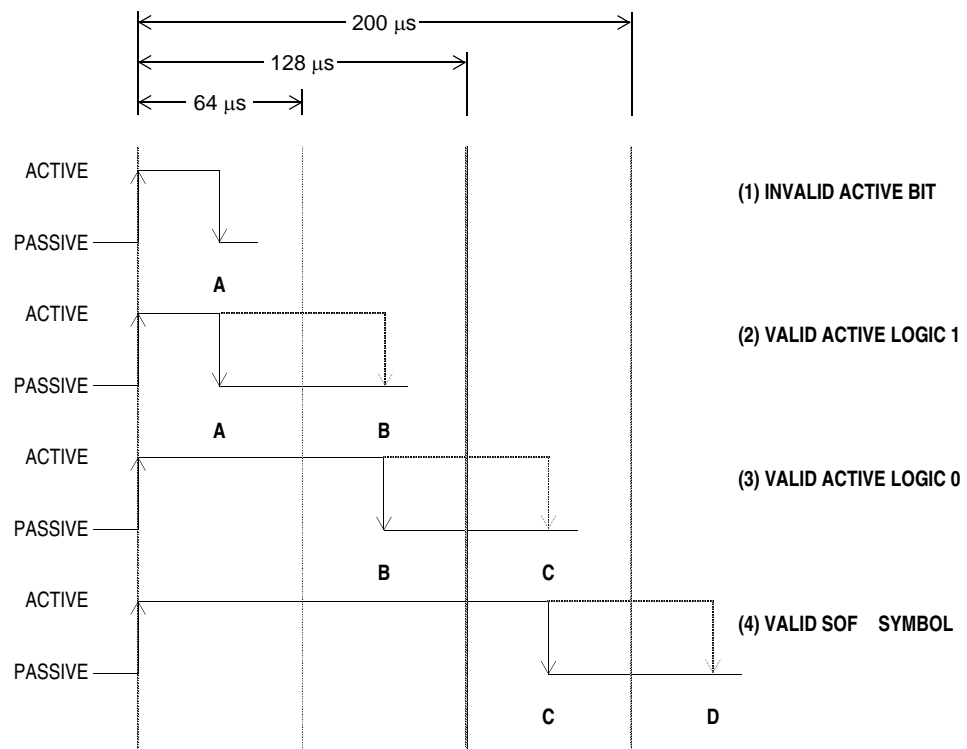 200 μs
128 μs
64 μs
ACTIVE
(1) INVALID ACTIVE BIT
PASSIVE
A
ACTIVE
(2) VALID ACTIVE LOGIC 1
PASSIVE
A B
ACTIVE
(3) VALID ACTIVE LOGIC 0
PASSIVE
B C
ACTIVE
(4) VALID SOF SYMBOL
PASSIVE
C D